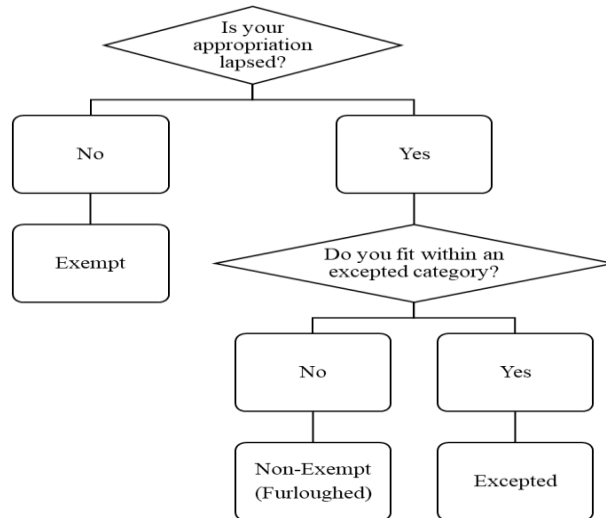 Is your
appropriation
lapsed?
No
Yes
Exempt
Do you fit within an
excepted category?
No
Yes
Non-Exempt
(Furloughed)
Excepted